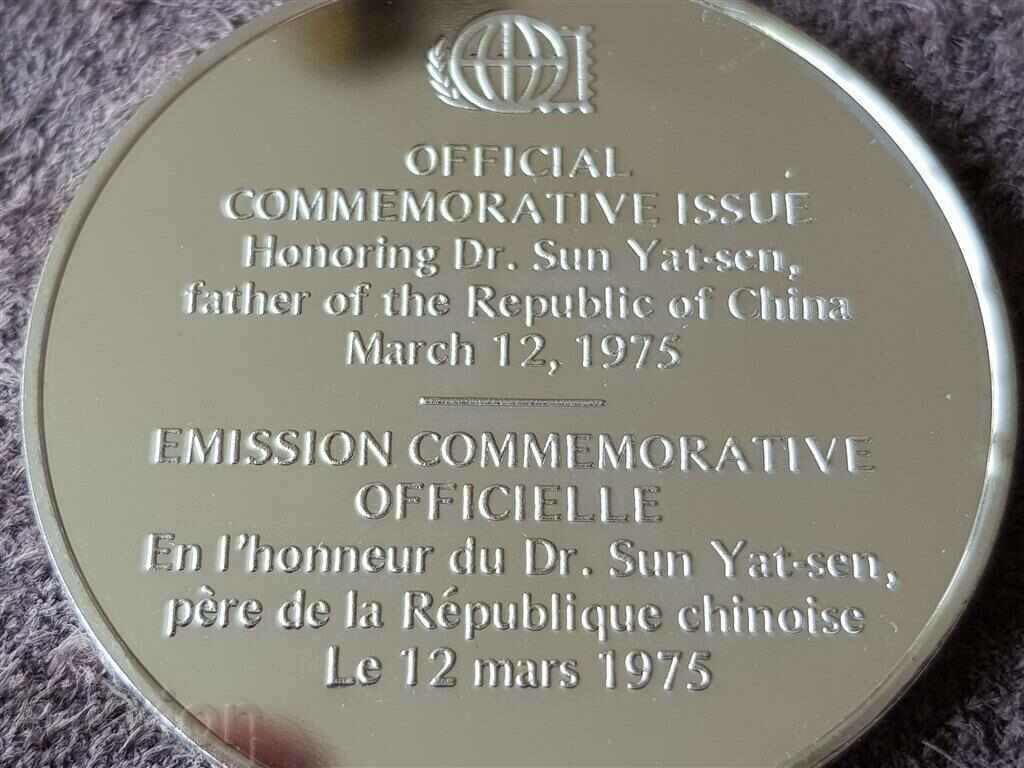 OFFICIAL
COMMEMORATIVE ISSUE
Honoring Dr. Sun Yat-sen,
father of the Republic of China
March 12, 1975
EMISSION COMMEMORATIVE
OFFICIELLE
En l'honneur du Dr. Sun Yat-sen,
père de la République chinoise
Le 12 mars 1975